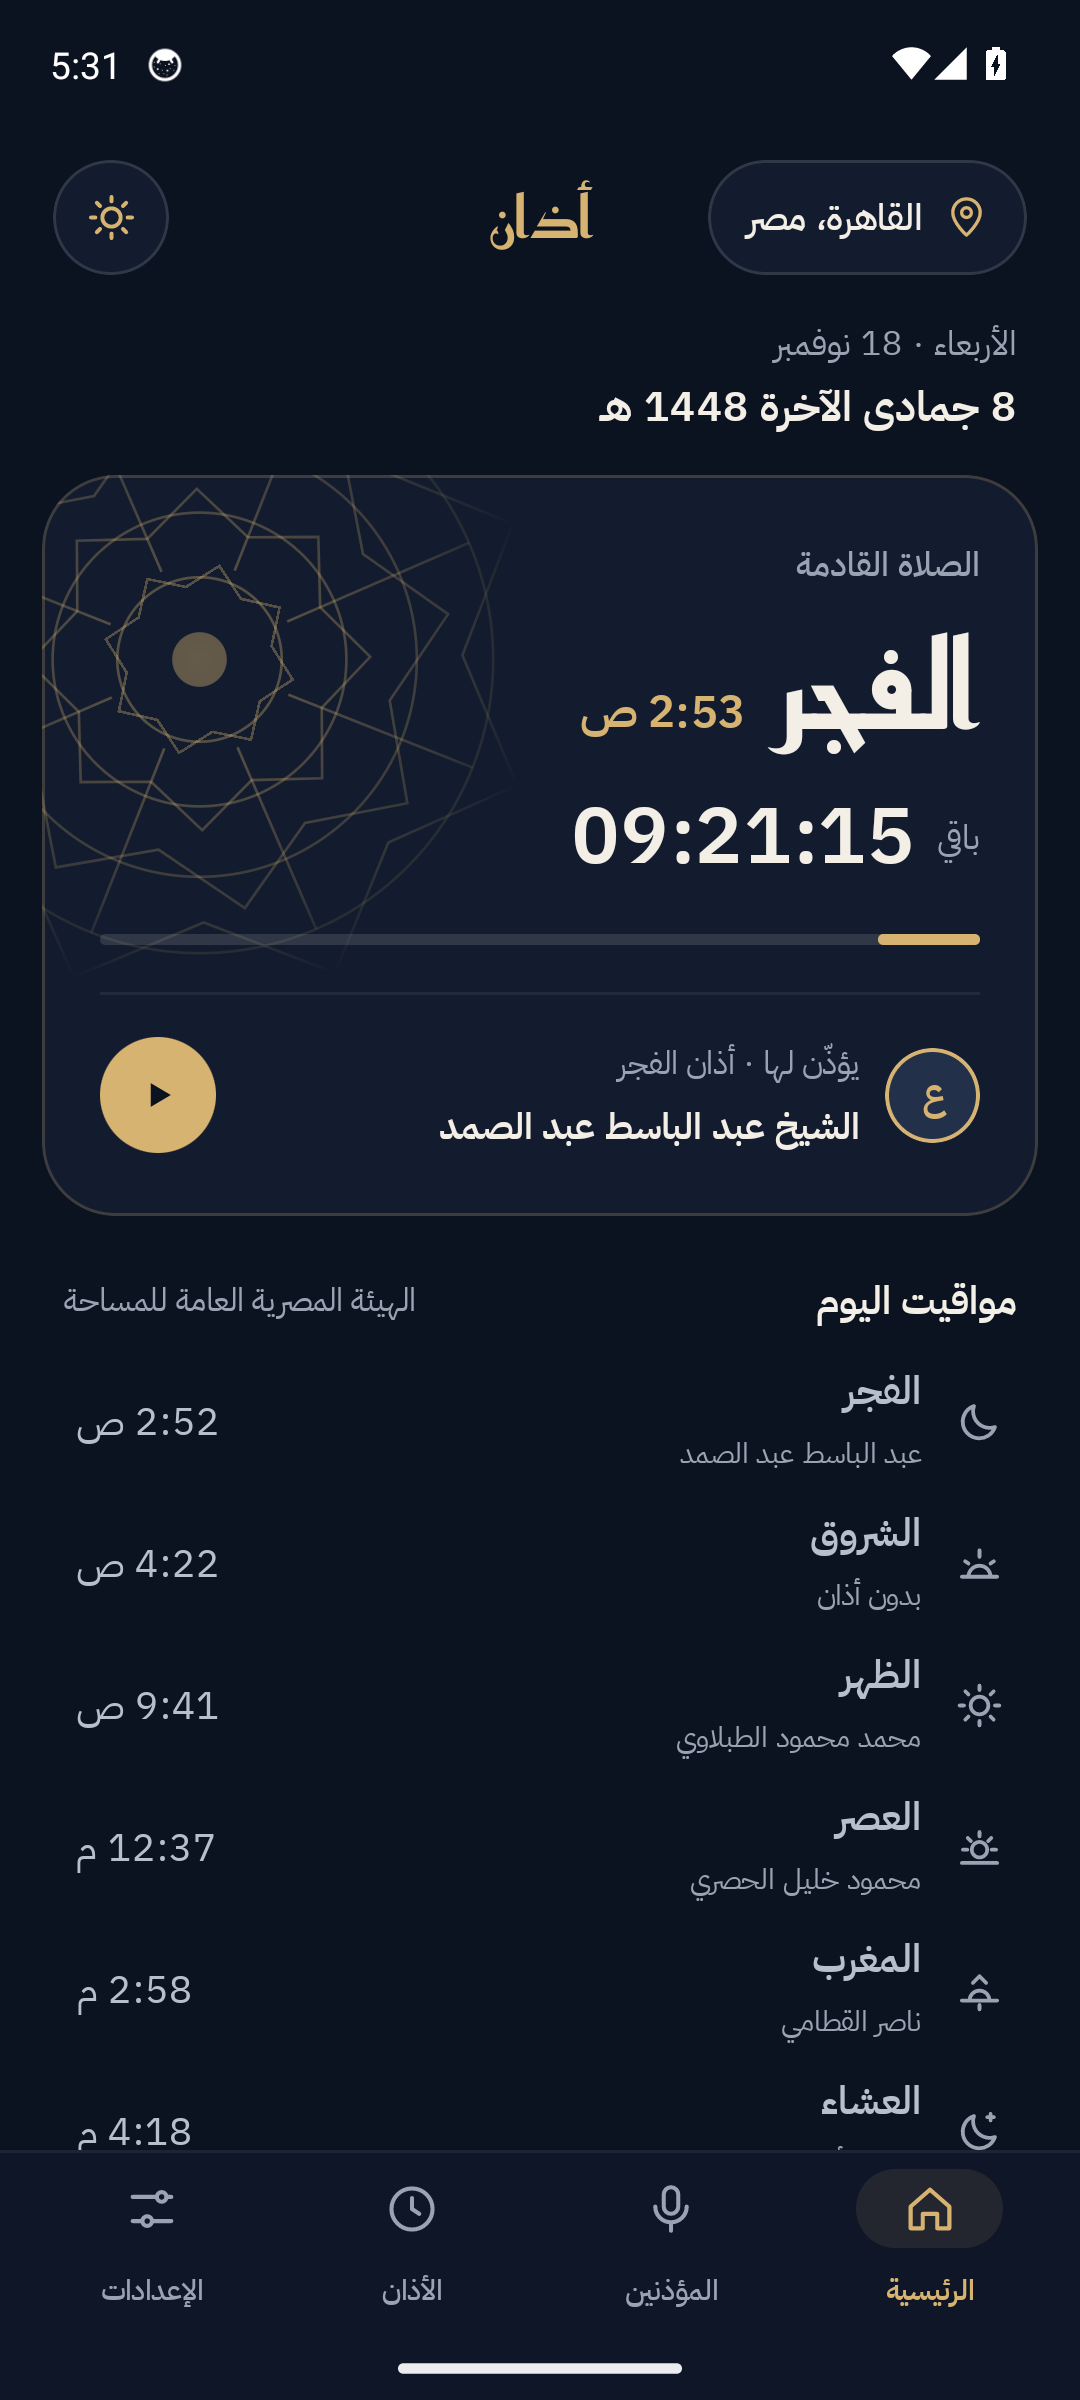 5:31
القاهرة، مصر
أذان
الأربعاء · 18 نوفمبر
8 جمادى الآخرة 1448 هـ
الصلاة القادمة
الفجر 2:53 ص
باقي 09:21:15
يؤذّن لها · أذان الفجر
ع
الشيخ عبد الباسط عبد الصمد
مواقيت اليوم
الهيئة المصرية العامة للمساحة
الفجر
عبد الباسط عبد الصمد
2:52 ص
الشروق
بدون أذان
4:22 ص
الظهر
محمد محمود الطبلاوي
9:41 ص
العصر
محمود خليل الحصري
12:37 م
المغرب
ناصر القطامي
2:58 م
العشاء
4:18 م
الرئيسية
المؤذنين
الأذان
الإعدادات